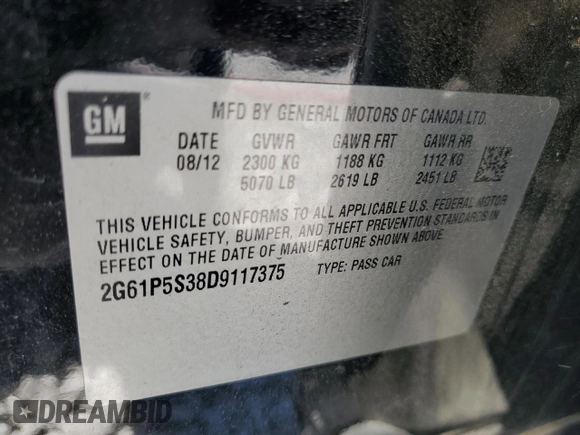 GM®
MFD BY GENERAL MOTORS OF CANADA LTD.
DATE GVWR GAWR FRT GAWR RR
08/12 2300 KG 1188 KG 1112 KG
5070 LB 2619 LB 2451 LB
THIS VEHICLE CONFORMS TO ALL APPLICABLE U.S. FEDERAL MOTOR
VEHICLE SAFETY, BUMPER, AND THEFT PREVENTION STANDARDS IN
EFFECT ON THE DATE OF MANUFACTURE SHOWN ABOVE.
2G61P5S38D9117375 TYPE: PASS CAR
DREAMBID